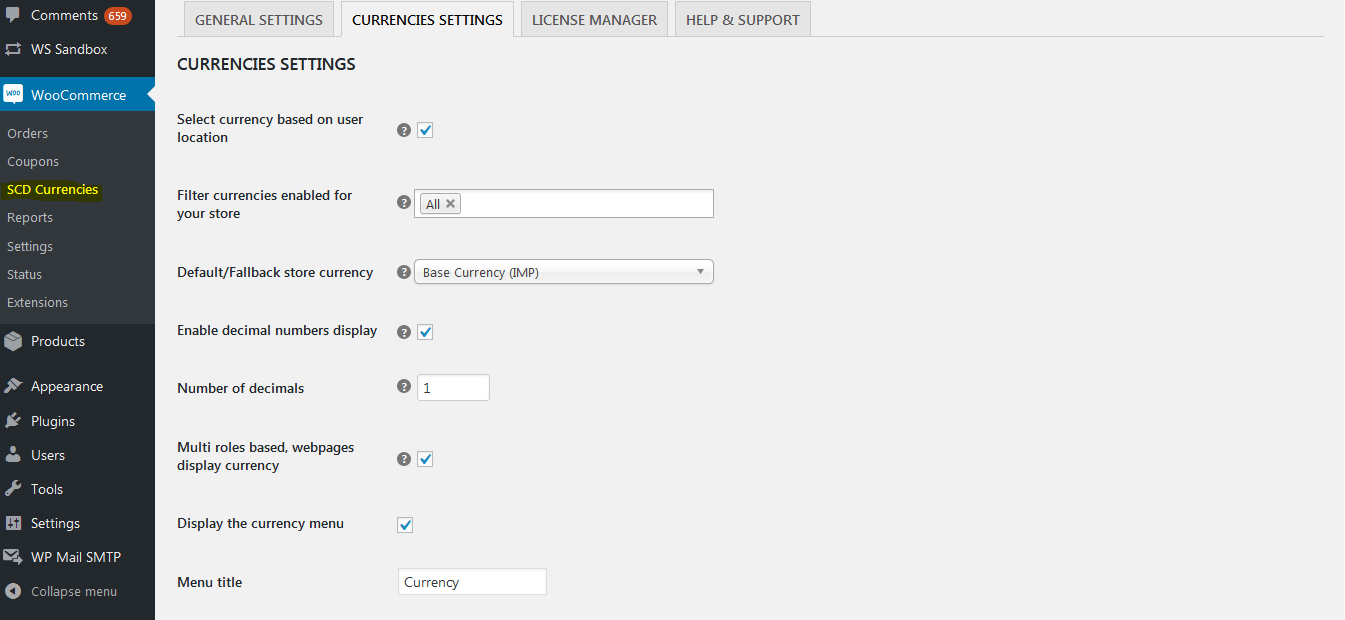 Comments 659
WS Sandbox
woo WooCommerce
Orders
Coupons
SCD Currencies
Reports
Settings
Status
Extensions
Products
Appearance
Plugins
Users
Tools
Settings
WP Mail SMTP
Collapse menu
GENERAL SETTINGS CURRENCIES SETTINGS LICENSE MANAGER HELP & SUPPORT
CURRENCIES SETTINGS
Select currency based on user
location
?
Filter currencies enabled for
your store
? All ×
Default/Fallback store currency ? Base Currency (IMP)
Enable decimal numbers display ?
Number of decimals ? 1
Multi roles based, webpages
display currency
?
Display the currency menu
Menu title Currency